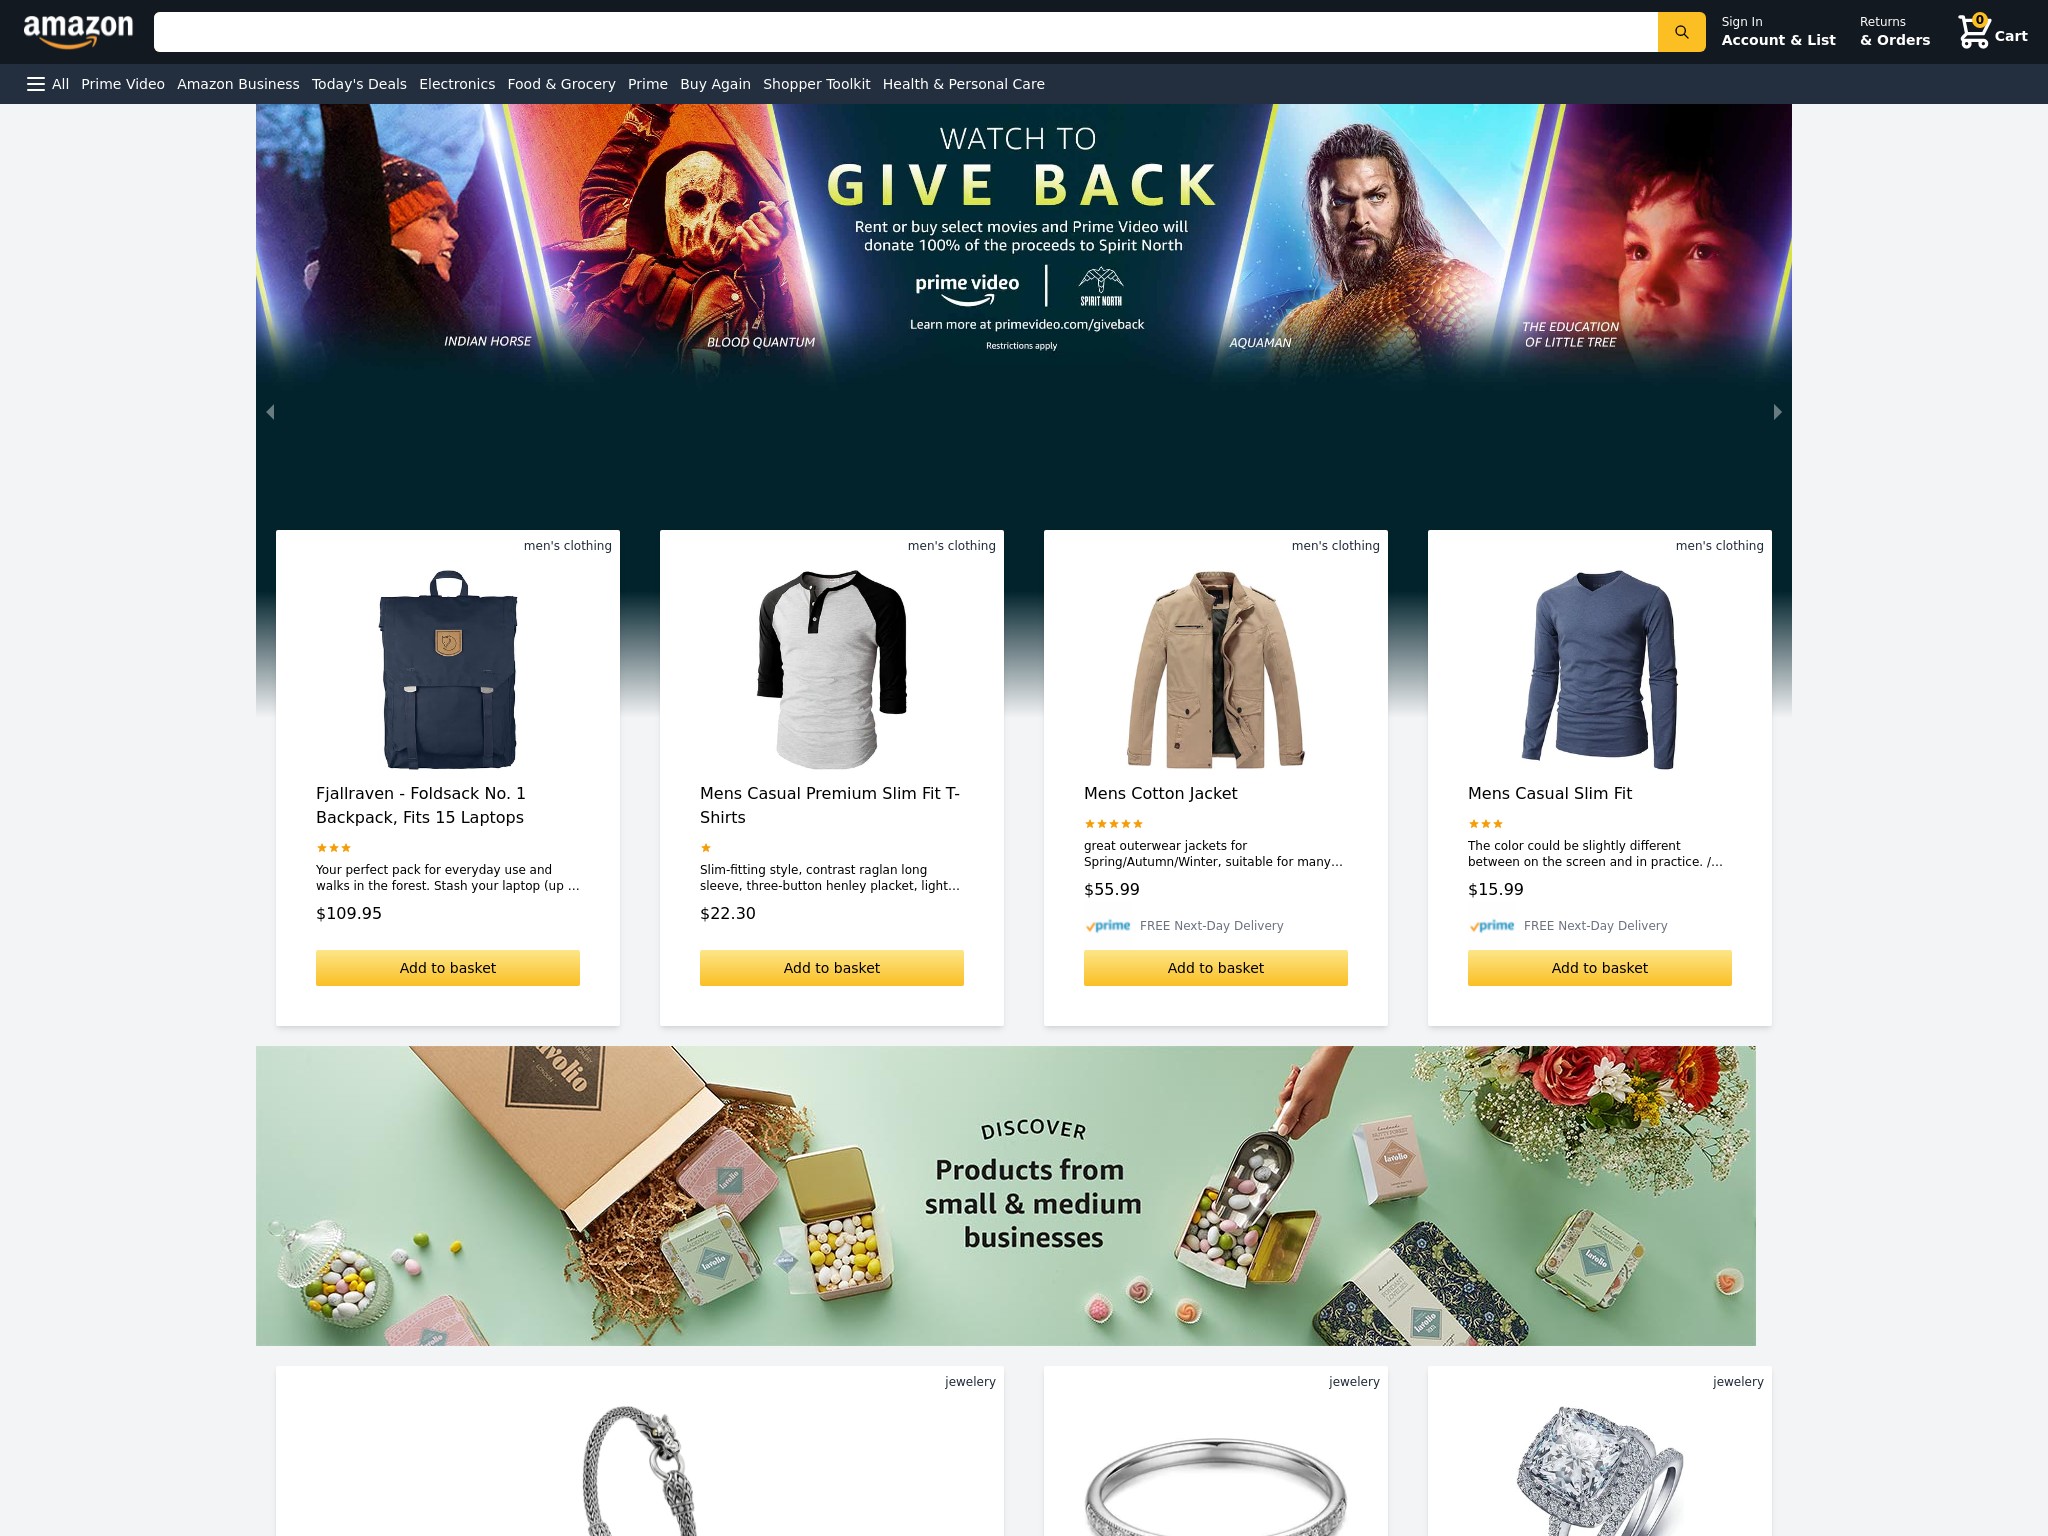 amazon
Sign In
Account & List
Returns
& Orders
0
Cart
All Prime Video Amazon Business Today's Deals Electronics Food & Grocery Prime Buy Again Shopper Toolkit Health & Personal Care
WATCH TO
GIVE BACK
Rent or buy select movies and Prime Video will
donate 100% of the proceeds to Spirit North
prime video
SPIRIT NORTH
Learn more at primevideo.com/giveback
Restrictions apply
INDIAN HORSE
BLOOD QUANTUM
AQUAMAN
THE EDUCATION
OF LITTLE TREE
men's clothing
Fjallraven - Foldsack No. 1
Backpack, Fits 15 Laptops
Your perfect pack for everyday use and
walks in the forest. Stash your laptop (up ...
$109.95
Add to basket
men's clothing
Mens Casual Premium Slim Fit T-
Shirts
Slim-fitting style, contrast raglan long
sleeve, three-button henley placket, light...
$22.30
Add to basket
men's clothing
Mens Cotton Jacket
great outerwear jackets for
Spring/Autumn/Winter, suitable for many...
$55.99
prime FREE Next-Day Delivery
Add to basket
men's clothing
Mens Casual Slim Fit
The color could be slightly different
between on the screen and in practice. /...
$15.99
prime FREE Next-Day Delivery
Add to basket
DISCOVER
Products from
small & medium
businesses
lavolio
lavolio
lavolio
lavolio
lavolio
jewelery
jewelery
jewelery